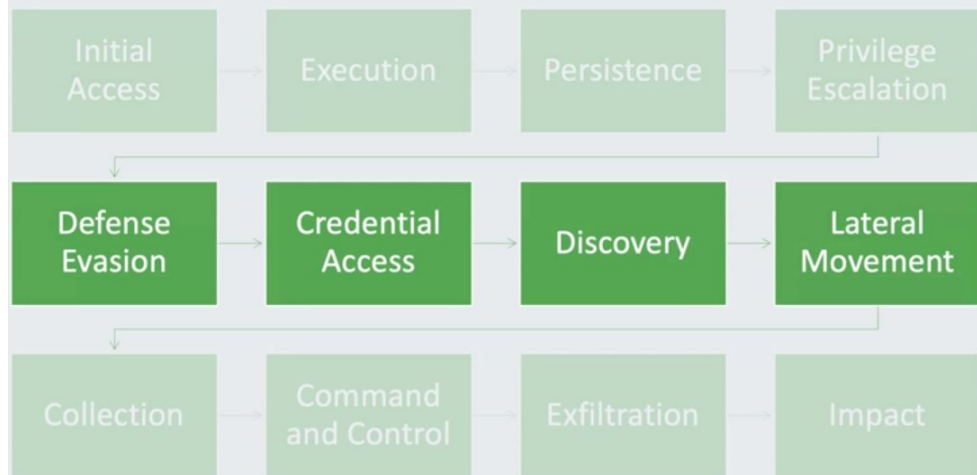 Initial
Access
Execution
Persistence
Privilege
Escalation
Defense
Evasion
Credential
Access
Discovery
Lateral
Movement
Collection
Command
and Control
Exfiltration
Impact